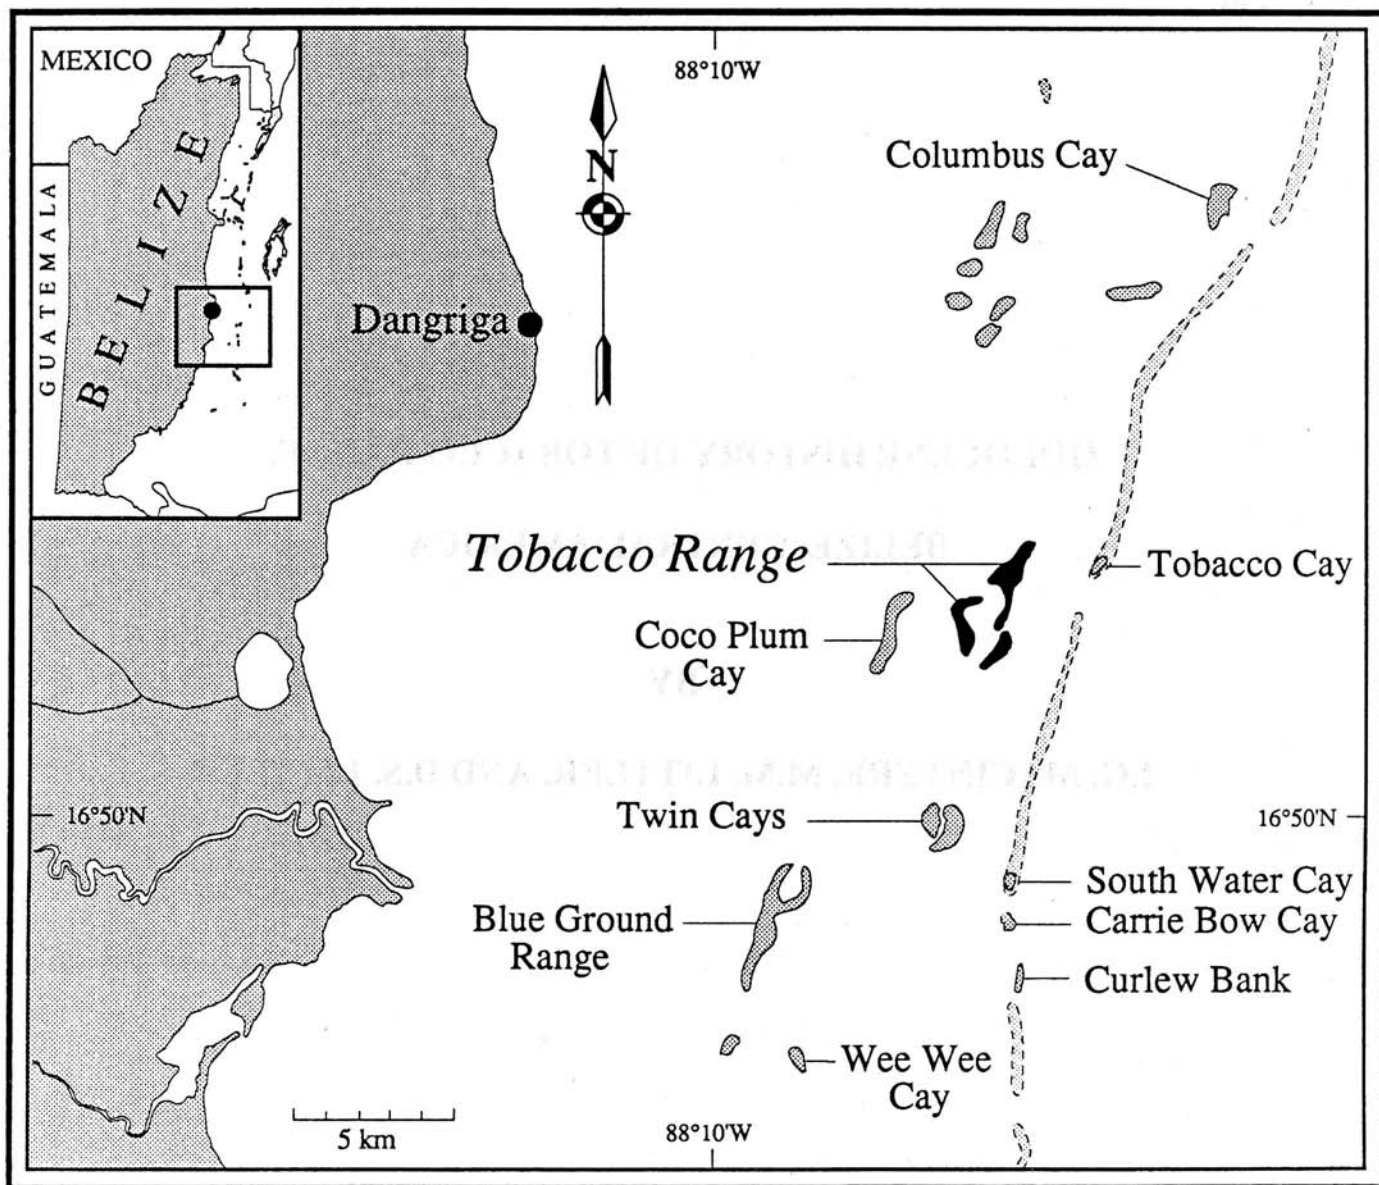 MEXICO
GUATEMALA
BELIZE
88°10'W
N
Columbus Cay
Dangriga
Tobacco Range
Tobacco Cay
Coco Plum
Cay
16°50'N
Twin Cays
16°50'N
South Water Cay
Blue Ground
Range
Carrie Bow Cay
Curlew Bank
Wee Wee
Cay
5 km
88°10'W